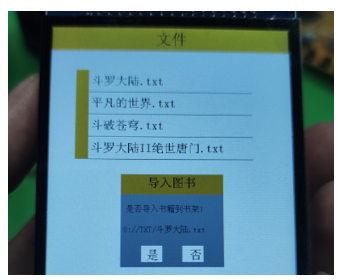 文件
斗罗大陆.txt
平凡的世界.txt
斗破苍穹.txt
斗罗大陆II绝世唐门.txt
导入图书
是否导入书籍到书架?
0://TXT/斗罗大陆.txt
是 否